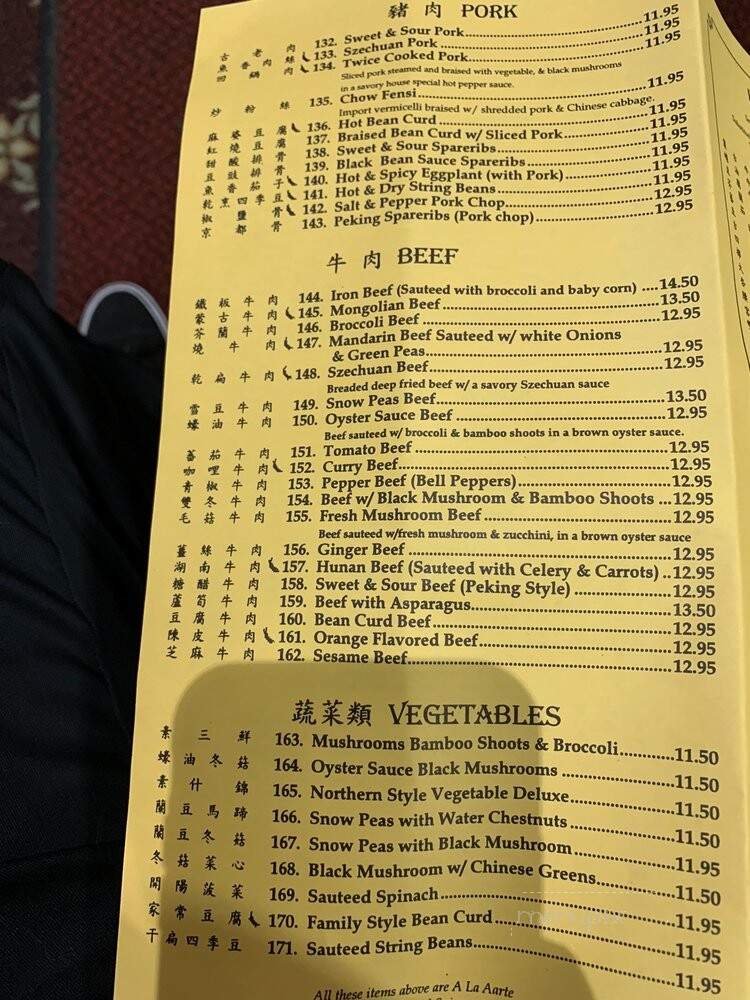 豬肉 PORK
古老肉 132. Sweet & Sour Pork 11.95
魚香肉絲 133. Szechuan Pork 11.95
回鍋肉 134. Twice Cooked Pork 11.95
Sliced pork steamed and braised with vegetable, & black mushrooms
in a savory house special hot pepper sauce.
炒粉絲 135. Chow Fensi 11.95
Import vermicelli braised w/ shredded pork & Chinese cabbage.
麻婆豆腐 136. Hot Bean Curd 11.95
紅燒豆腐 137. Braised Bean Curd w/ Sliced Pork 11.95
甜酸排骨 138. Sweet & Sour Spareribs 11.95
豆豉排骨 139. Black Bean Sauce Spareribs 11.95
魚香茄子 140. Hot & Spicy Eggplant (with Pork) 11.95
乾熏四季豆 141. Hot & Dry String Beans 11.95
椒鹽骨 142. Salt & Pepper Pork Chop 12.95
京都骨 143. Peking Spareribs (Pork chop) 12.95
牛肉 BEEF
鐵板牛肉 144. Iron Beef (Sauteed with broccoli and baby corn) 14.50
蒙古牛肉 145. Mongolian Beef 13.50
芥蘭牛肉 146. Broccoli Beef 12.95
燒牛肉 147. Mandarin Beef Sauteed w/ white Onions
& Green Peas 12.95
乾扁牛肉 148. Szechuan Beef 12.95
Breaded deep fried beef w/ a savory Szechuan sauce
雪豆牛肉 149. Snow Peas Beef 13.50
蠔油牛肉 150. Oyster Sauce Beef 12.95
Beef sauteed w/ broccoli & bamboo shoots in a brown oyster sauce.
蕃茄牛肉 151. Tomato Beef 12.95
咖哩牛肉 152. Curry Beef 12.95
青椒牛肉 153. Pepper Beef (Bell Peppers) 12.95
雙冬牛肉 154. Beef w/ Black Mushroom & Bamboo Shoots 12.95
毛菇牛肉 155. Fresh Mushroom Beef 12.95
Beef sauteed w/fresh mushroom & zucchini, in a brown oyster sauce
薑絲牛肉 156. Ginger Beef 12.95
湖南牛肉 157. Hunan Beef (Sauteed with Celery & Carrots) 12.95
糖醋牛肉 158. Sweet & Sour Beef (Peking Style) 12.95
蘆筍牛肉 159. Beef with Asparagus 13.50
豆腐牛肉 160. Bean Curd Beef 12.95
陳皮牛肉 161. Orange Flavored Beef 12.95
芝麻牛肉 162. Sesame Beef 12.95
蔬菜類 VEGETABLES
素三鮮 163. Mushrooms Bamboo Shoots & Broccoli 11.50
蠔油冬菇 164. Oyster Sauce Black Mushrooms 11.50
素什錦 165. Northern Style Vegetable Deluxe 11.50
蘭豆馬蹄 166. Snow Peas with Water Chestnuts 11.50
蘭豆冬菇 167. Snow Peas with Black Mushroom 11.95
冬菇菜心 168. Black Mushroom w/ Chinese Greens 11.50
開陽菠菜 169. Sauteed Spinach 11.95
家常豆腐 170. Family Style Bean Curd 11.95
干扁四季豆 171. Sauteed String Beans 11.95
All these items above are A La Aarte